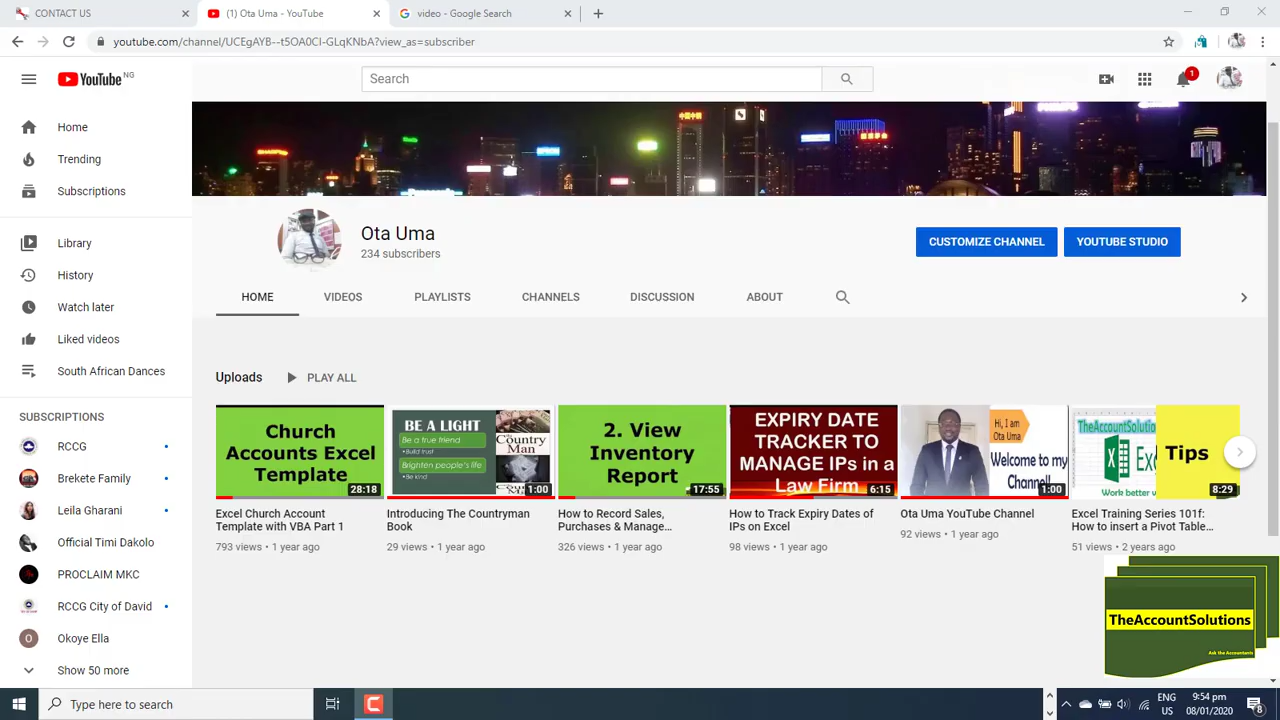 CONTACT US
(1) Ota Uma - YouTube
video - Google Search
youtube.com/channel/UCEgAYB--t5OA0CI-GLqKNbA?view_as=subscriber
YouTube NG
Search
1
Home
Trending
Subscriptions
Library
History
Watch later
Liked videos
South African Dances
SUBSCRIPTIONS
RCCG
Brekete Family
Leila Gharani
Official Timi Dakolo
PROCLAIM MKC
RCCG City of David
O
Okoye Ella
Show 50 more
Ota Uma
234 subscribers
CUSTOMIZE CHANNEL
YOUTUBE STUDIO
HOME
VIDEOS
PLAYLISTS
CHANNELS
DISCUSSION
ABOUT
Uploads
PLAY ALL
Church
Accounts Excel
Template
28:18
Excel Church Account
Template with VBA Part 1
793 views • 1 year ago
BE A LIGHT
Be a true friend
•Build trust
Brighten people's life
•Be kind
The
Country
Man
1:00
Introducing The Countryman
Book
29 views • 1 year ago
2. View
Inventory
Report
17:55
How to Record Sales,
Purchases & Manage...
326 views • 1 year ago
EXPIRY DATE
TRACKER TO
MANAGE IPs in a
Law Firm
6:15
How to Track Expiry Dates of
IPs on Excel
98 views • 1 year ago
Hi, I am
Ota Uma
Welcome to my
Channel
1:00
Ota Uma YouTube Channel
92 views • 1 year ago
TheAccountSolutio
Exc
Work better
Tips
8:29
Excel Training Series 101f:
How to insert a Pivot Table...
51 views • 2 years ago
TheAccountSolutions
Ask the Accountants
Type here to search
ENG
US
9:54 pm
08/01/2020
8